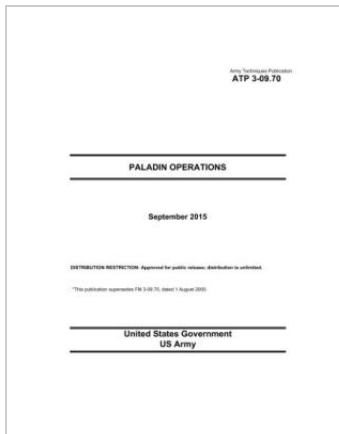 Army Techniques Publication
ATP 3-09.70
PALADIN OPERATIONS
September 2015
DISTRIBUTION RESTRICTION: Approved for public release; distribution is unlimited.
*This publication supersedes FM 3-09.70, dated 1 August 2000.
United States Government
US Army